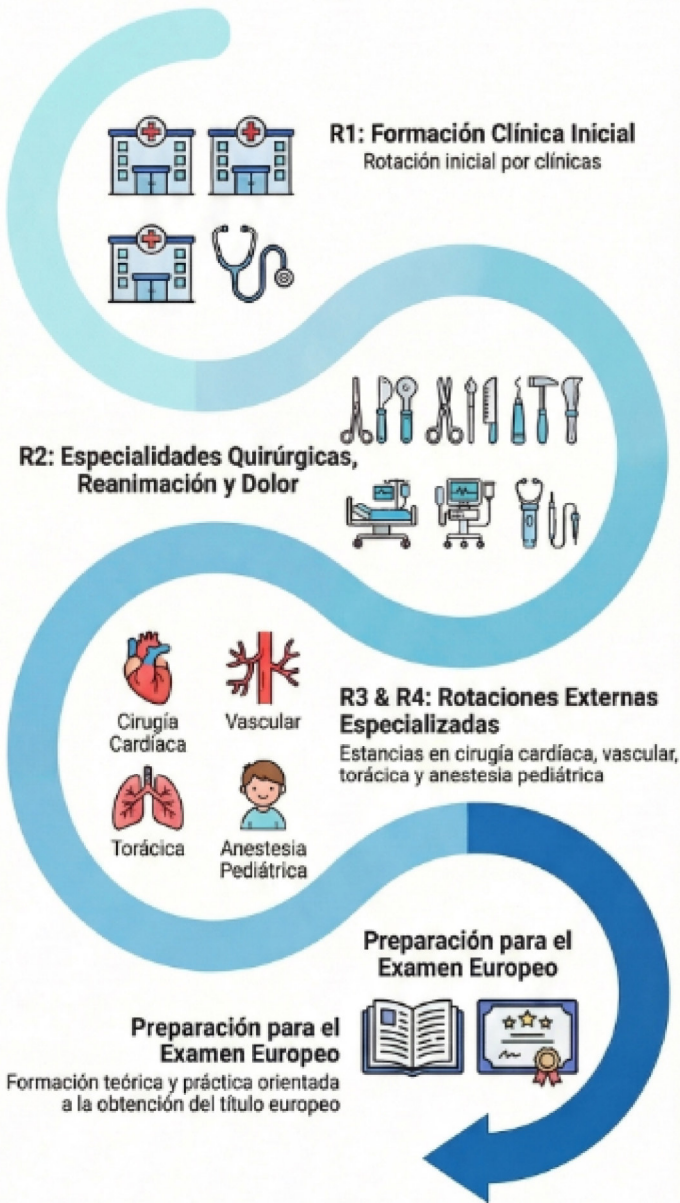 R1: Formación Clínica Inicial
Rotación inicial por clínicas
R2: Especialidades Quirúrgicas,
Reanimación y Dolor
Cirugía
Cardíaca
Vascular
Torácica
Anestesia
Pediátrica
R3 & R4: Rotaciones Externas
Especializadas
Estancias en cirugía cardíaca, vascular,
torácica y anestesia pediátrica
Preparación para el
Examen Europeo
Preparación para el
Examen Europeo
Formación teórica y práctica orientada
a la obtención del título europeo